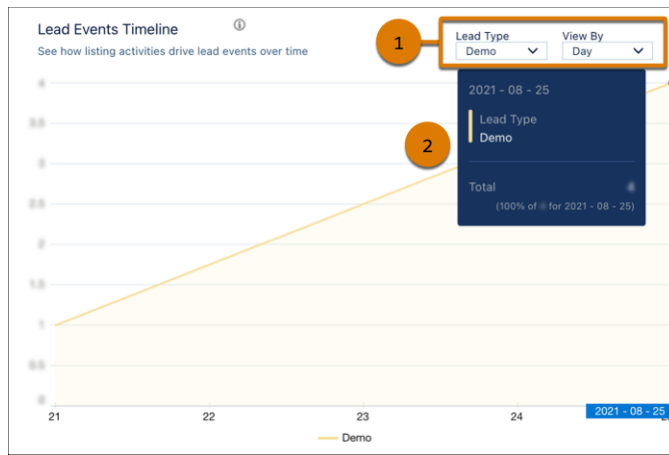 Lead Events Timeline
See how listing activities drive lead events over time
1
Lead Type
View By
Demo
Day
2021 - 08 - 25
Lead Type
Demo
2
Total 4
(100% of for 2021 - 08 - 25)
4
3.5
3
2.5
2
1.5
1
0.5
0
21 22 23 24
2021 - 08 - 25
Demo